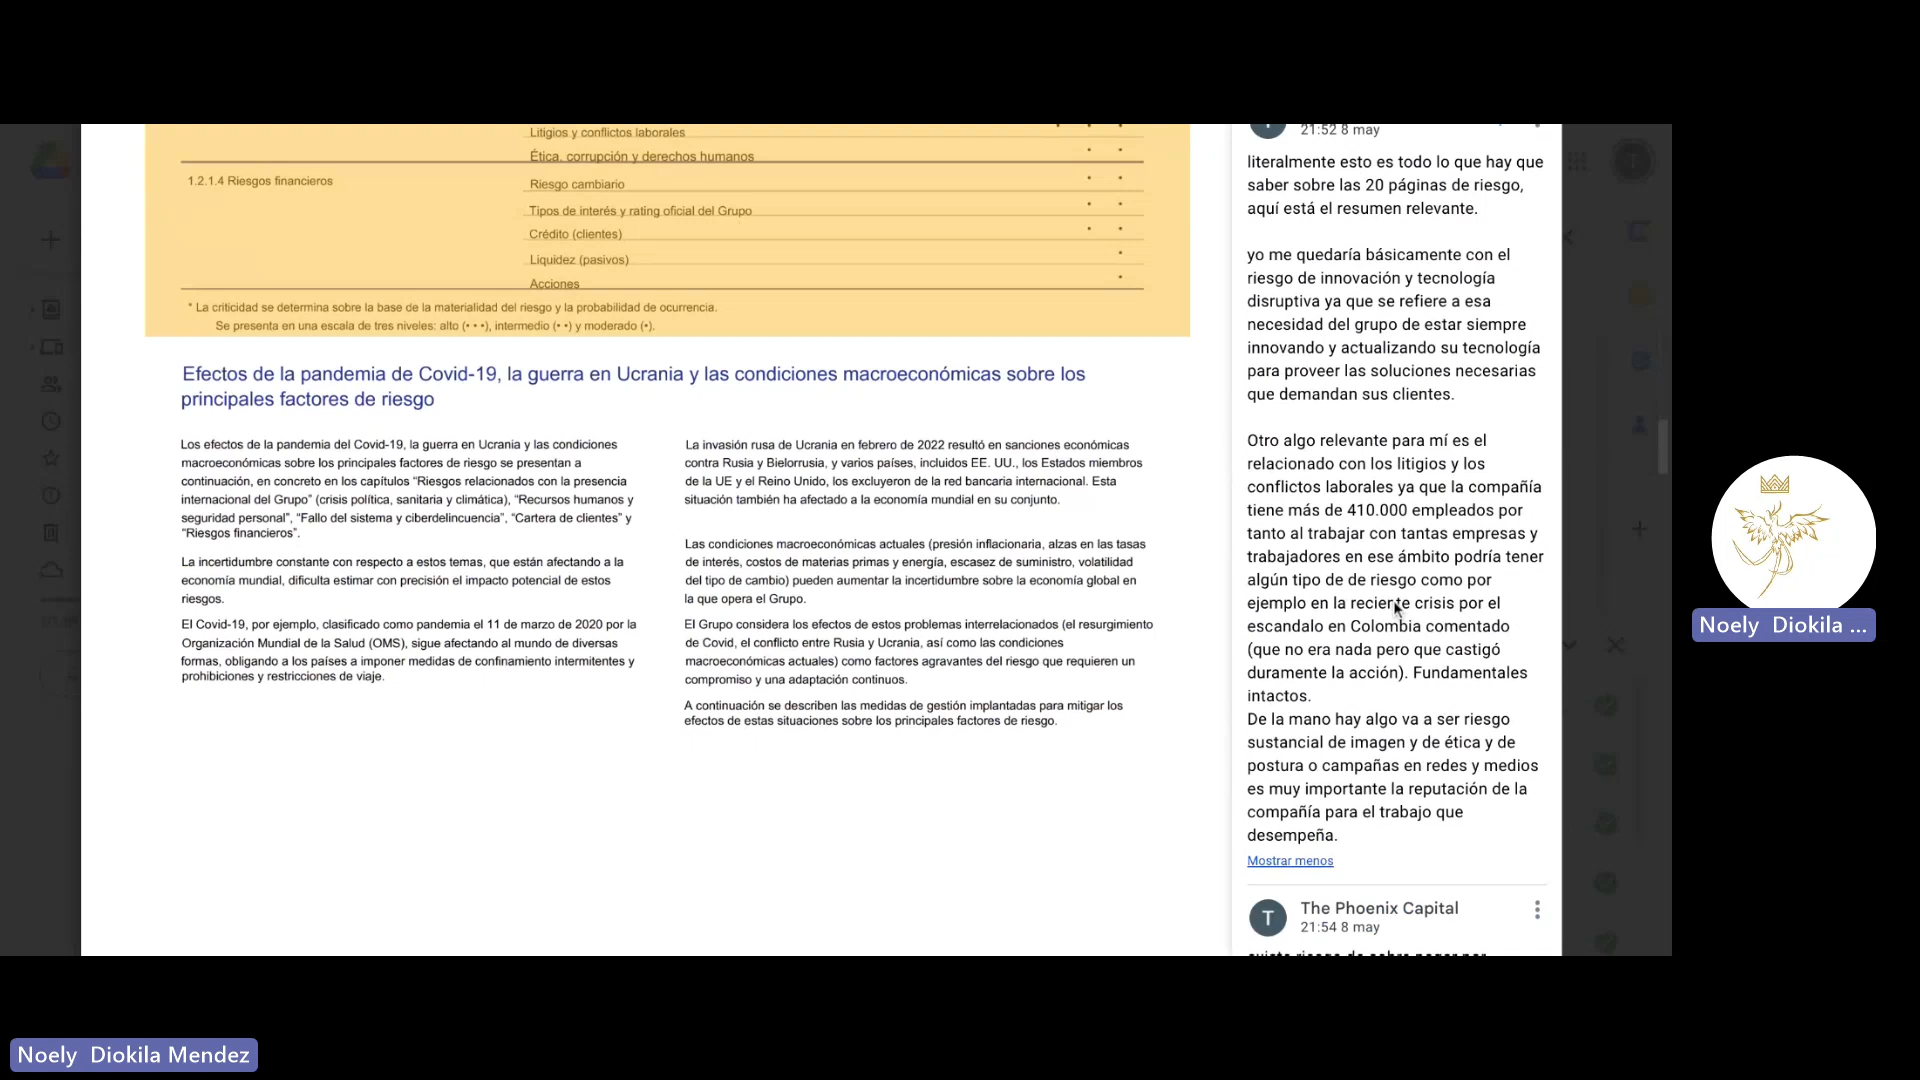 Litigios y conflictos laborales
Ética, corrupción y derechos humanos
1.2.1.4 Riesgos financieros
Riesgo cambiario
Tipos de interés y rating oficial del Grupo
Crédito (clientes)
Liquidez (pasivos)
Acciones
* La criticidad se determina sobre la base de la materialidad del riesgo y la probabilidad de ocurrencia.
Se presenta en una escala de tres niveles: alto (• • •), intermedio (• •) y moderado (•).
Efectos de la pandemia de Covid-19, la guerra en Ucrania y las condiciones macroeconómicas sobre los
principales factores de riesgo
Los efectos de la pandemia del Covid-19, la guerra en Ucrania y las condiciones
macroeconómicas sobre los principales factores de riesgo se presentan a
continuación, en concreto en los capítulos “Riesgos relacionados con la presencia
internacional del Grupo” (crisis política, sanitaria y climática), “Recursos humanos y
seguridad personal”, “Fallo del sistema y ciberdelincuencia”, “Cartera de clientes” y
“Riesgos financieros”.
La incertidumbre constante con respecto a estos temas, que están afectando a la
economía mundial, dificulta estimar con precisión el impacto potencial de estos
riesgos.
El Covid-19, por ejemplo, clasificado como pandemia el 11 de marzo de 2020 por la
Organización Mundial de la Salud (OMS), sigue afectando al mundo de diversas
formas, obligando a los países a imponer medidas de confinamiento intermitentes y
prohibiciones y restricciones de viaje.
La invasión rusa de Ucrania en febrero de 2022 resultó en sanciones económicas
contra Rusia y Bielorrusia, y varios países, incluidos EE. UU., los Estados miembros
de la UE y el Reino Unido, los excluyeron de la red bancaria internacional. Esta
situación también ha afectado a la economía mundial en su conjunto.
Las condiciones macroeconómicas actuales (presión inflacionaria, alzas en las tasas
de interés, costos de materias primas y energía, escasez de suministro, volatilidad
del tipo de cambio) pueden aumentar la incertidumbre sobre la economía global en
la que opera el Grupo.
El Grupo considera los efectos de estos problemas interrelacionados (el resurgimiento
de Covid, el conflicto entre Rusia y Ucrania, así como las condiciones
macroeconómicas actuales) como factores agravantes del riesgo que requieren un
compromiso y una adaptación continuos.
A continuación se describen las medidas de gestión implantadas para mitigar los
efectos de estas situaciones sobre los principales factores de riesgo.
21:52 8 may
literalmente esto es todo lo que hay que
saber sobre las 20 páginas de riesgo,
aquí está el resumen relevante.
yo me quedaría básicamente con el
riesgo de innovación y tecnología
disruptiva ya que se refiere a esa
necesidad del grupo de estar siempre
innovando y actualizando su tecnología
para proveer las soluciones necesarias
que demandan sus clientes.
Otro algo relevante para mí es el
relacionado con los litigios y los
conflictos laborales ya que la compañía
tiene más de 410.000 empleados por
tanto al trabajar con tantas empresas y
trabajadores en ese ámbito podría tener
algún tipo de de riesgo como por
ejemplo en la reciente crisis por el
escandalo en Colombia comentado
(que no era nada pero que castigó
duramente la acción). Fundamentales
intactos.
De la mano hay algo va a ser riesgo
sustancial de imagen y de ética y de
postura o campañas en redes y medios
es muy importante la reputación de la
compañía para el trabajo que
desempeña.
Mostrar menos
T
The Phoenix Capital
21:54 8 may
Noely Diokila ...
Noely Diokila Mendez